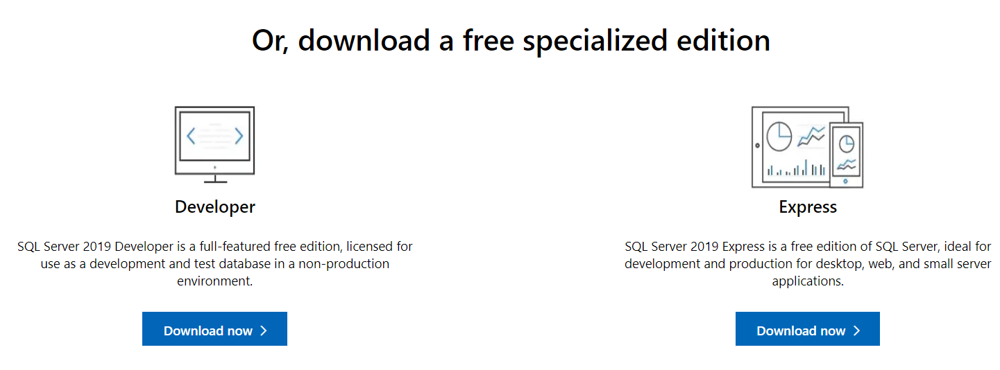 Or, download a free specialized edition
Developer
SQL Server 2019 Developer is a full-featured free edition, licensed for
use as a development and test database in a non-production
environment.
Download now
Express
SQL Server 2019 Express is a free edition of SQL Server, ideal for
development and production for desktop, web, and small server
applications.
Download now